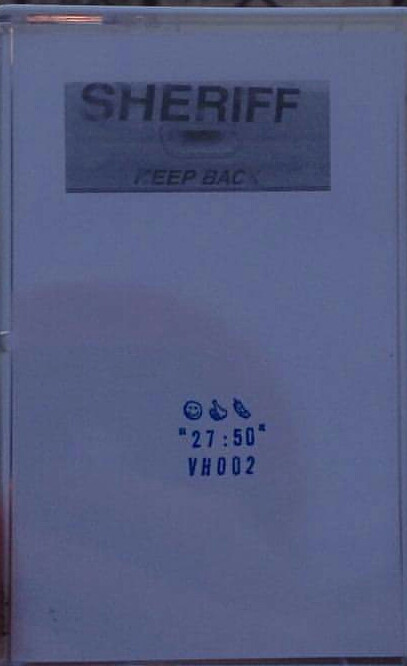 SHERIFF
KEEP BACK
"27:50"
VH002